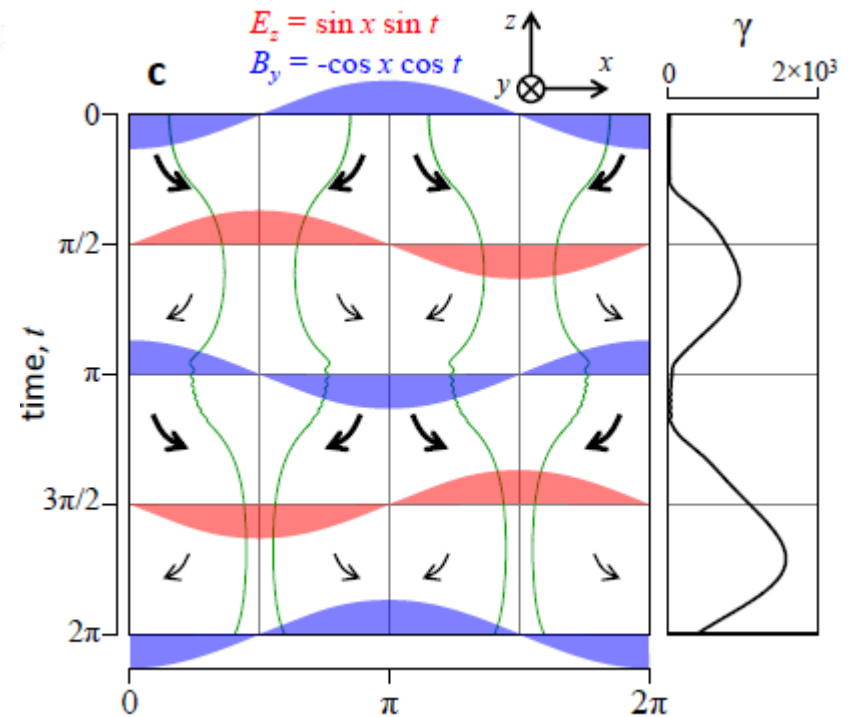 E_z = sin x sin t
B_y = -cos x cos t
c
z
x
y
γ
0
2×10³
time, t
0
π/2
π
3π/2
2π
0
π
2π